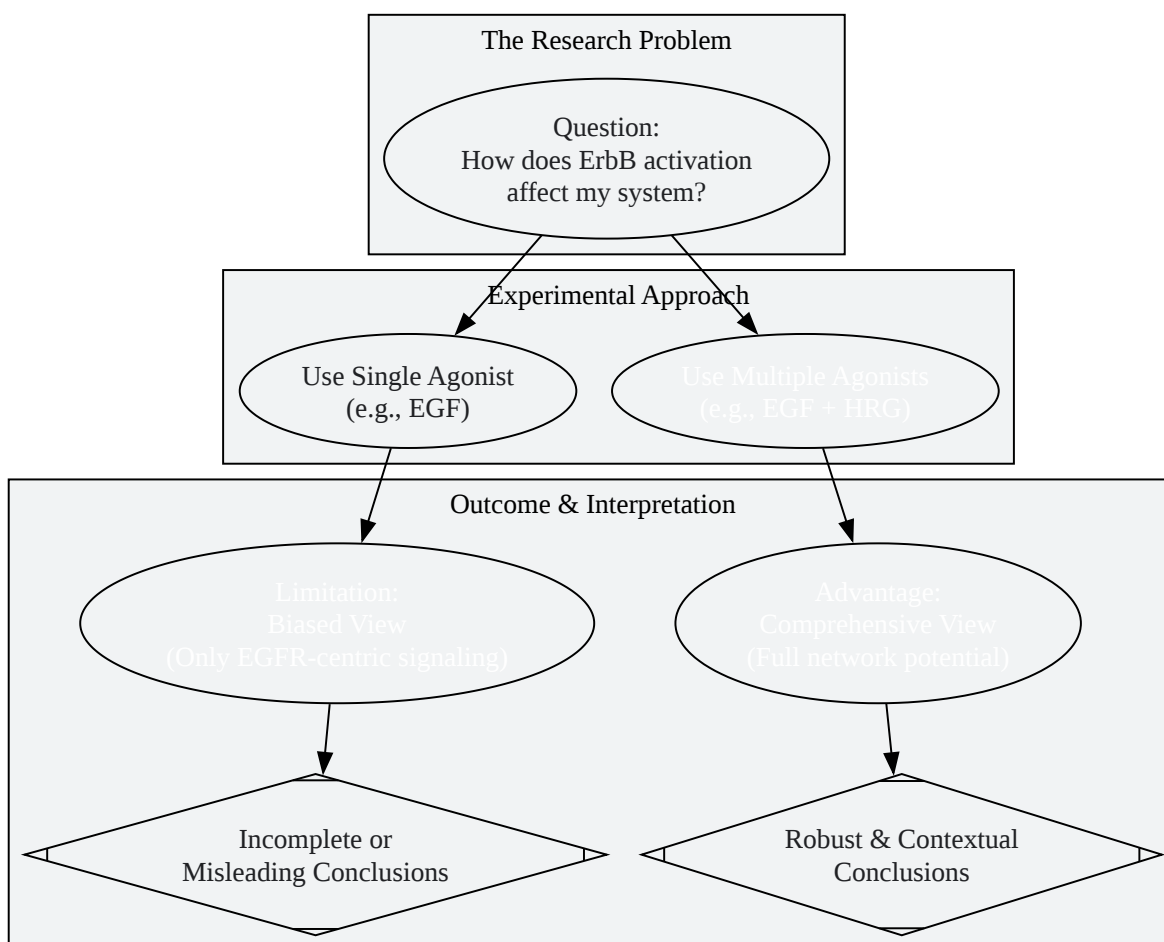 The Research Problem
Question:
How does ErbB activation
affect my system?
Experimental Approach
Use Single Agonist
(e.g., EGF)
Use Multiple Agonists
(e.g., EGF + HRG)
Outcome & Interpretation
Limitation:
Biased View
(Only EGFR-centric signaling)
Advantage:
Comprehensive View
(Full network potential)
Incomplete or
Misleading Conclusions
Robust & Contextual
Conclusions